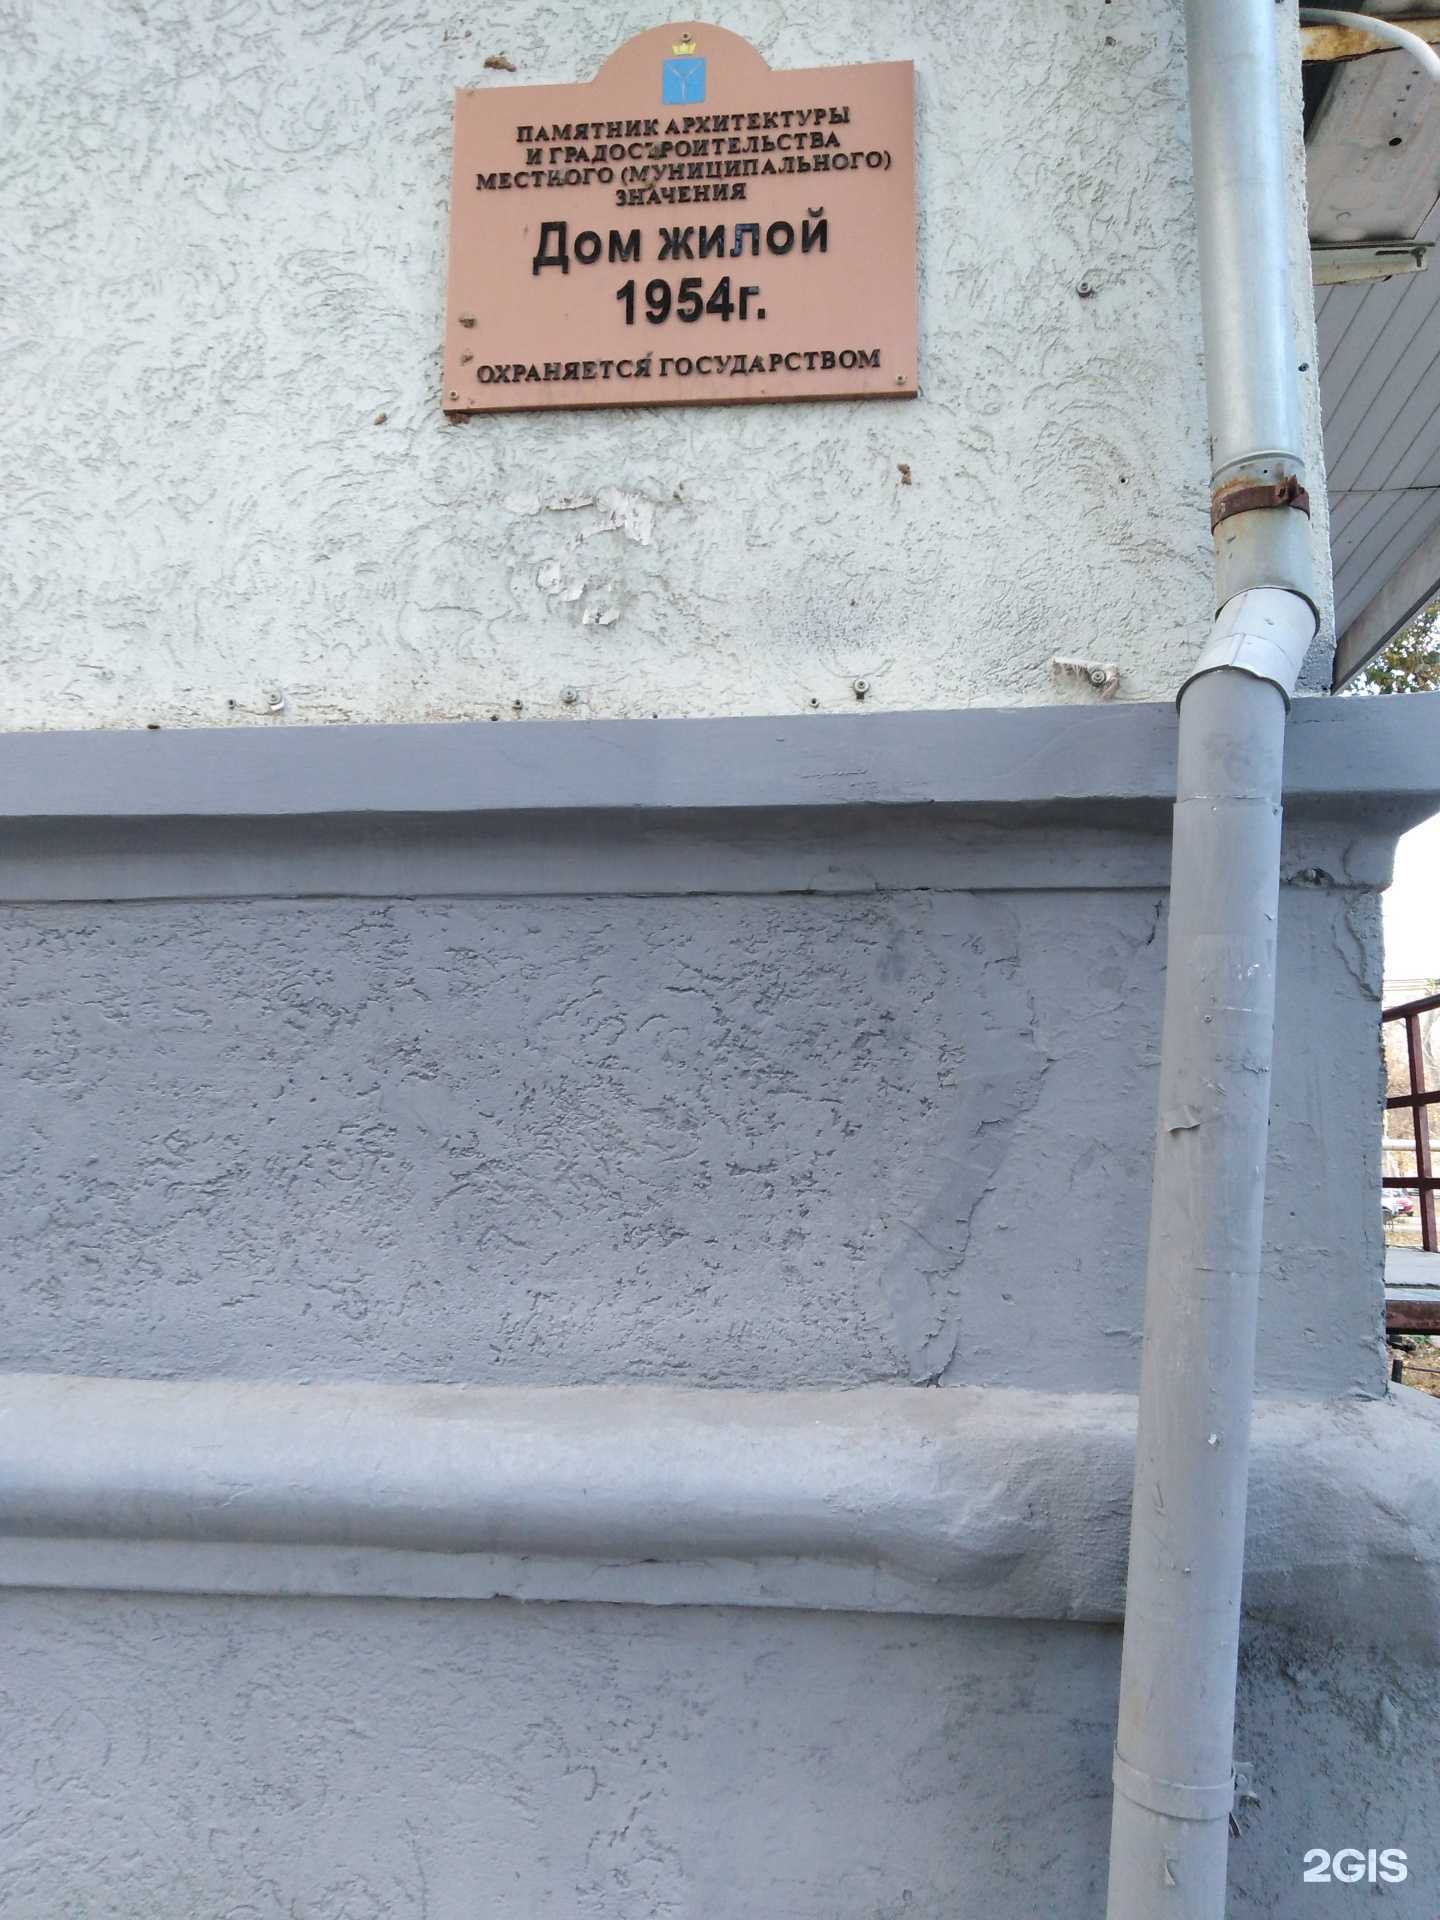 ПАМЯТНИК АРХИТЕКТУРЫ
И ГРАДОСТРОИТЕЛЬСТВА
МЕСТНОГО (МУНИЦИПАЛЬНОГО)
ЗНАЧЕНИЯ
Дом жилой
1954г.
ОХРАНЯЕТСЯ ГОСУДАРСТВОМ
2GIS